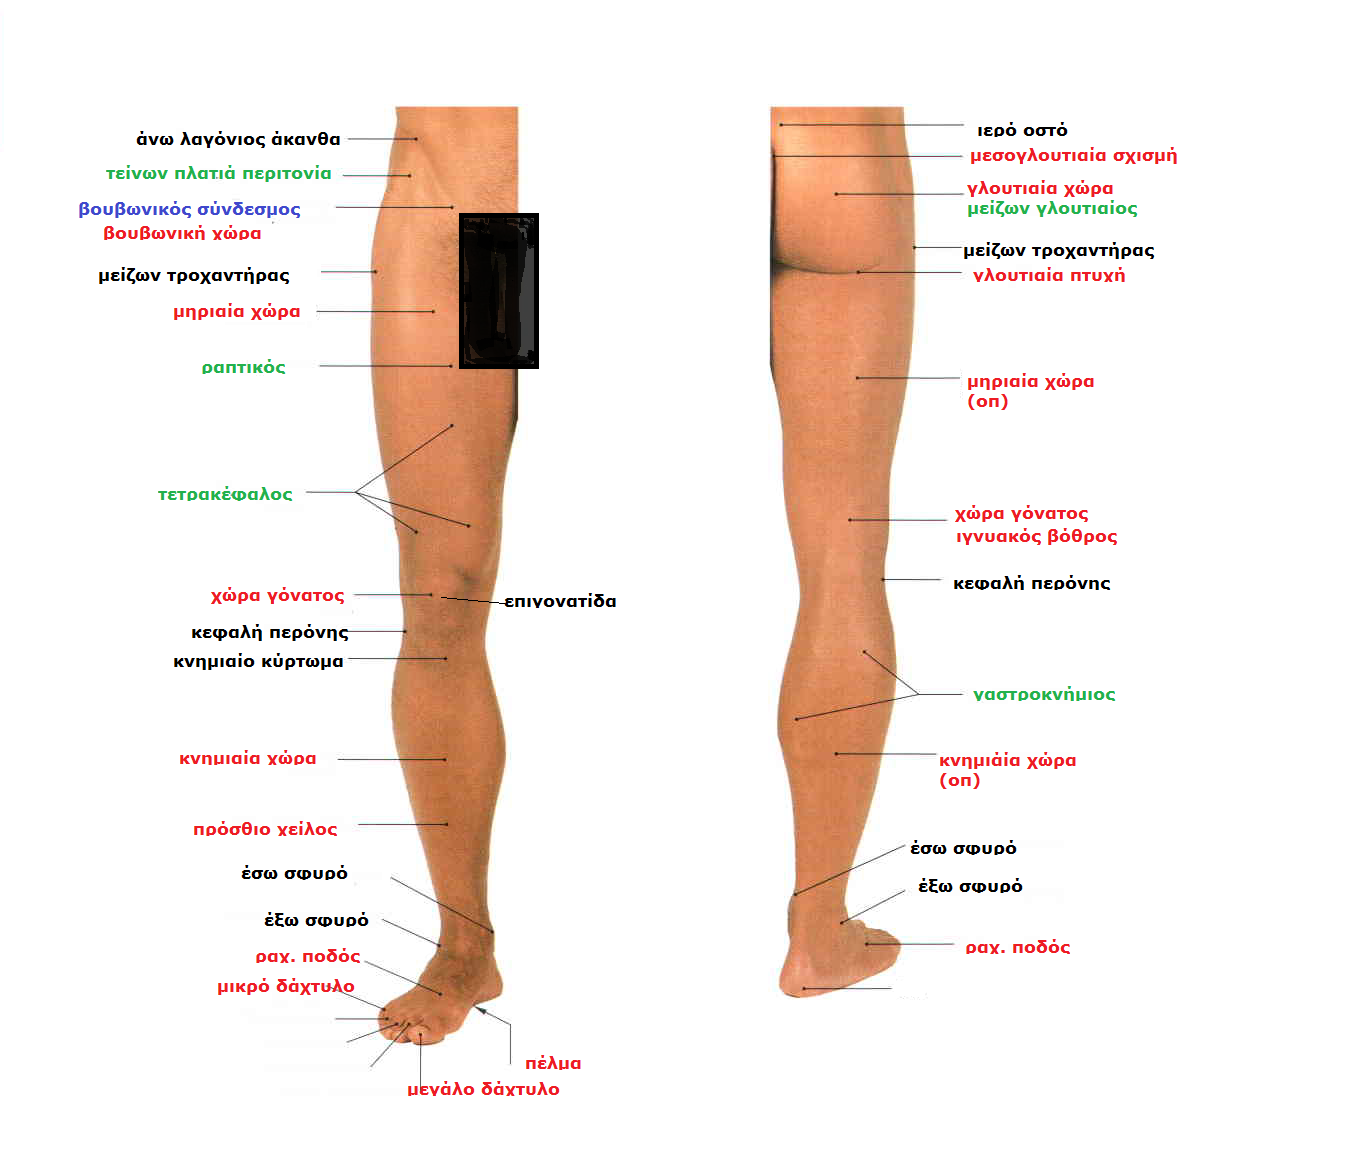 άνω λαγόνιος άκανθα
τείνων πλατιά περιτονία
βουβωνικός σύνδεσμος
βουβωνική χώρα
μείζων τροχαντήρας
μηριαία χώρα
ραπτικός
τετρακέφαλος
χώρα γόνατος
επιγονατίδα
κεφαλή περόνης
κνημιαίο κύρτωμα
κνημιαία χώρα
πρόσθιο χείλος
έσω σφυρό
έξω σφυρό
ραχ. ποδός
μικρό δάχτυλο
πέλμα
μεγάλο δάχτυλο
ιερό οστό
μεσογλουτιαία σχισμή
γλουτιαία χώρα
μείζων γλουτιαίος
μείζων τροχαντήρας
γλουτιαία πτυχή
μηριαία χώρα
(οπ)
χώρα γόνατος
ιγνυακός βόθρος
κεφαλή περόνης
γαστροκνήμιος
κνημιάία χώρα
(οπ)
έσω σφυρό
έξω σφυρό
ραχ. ποδός